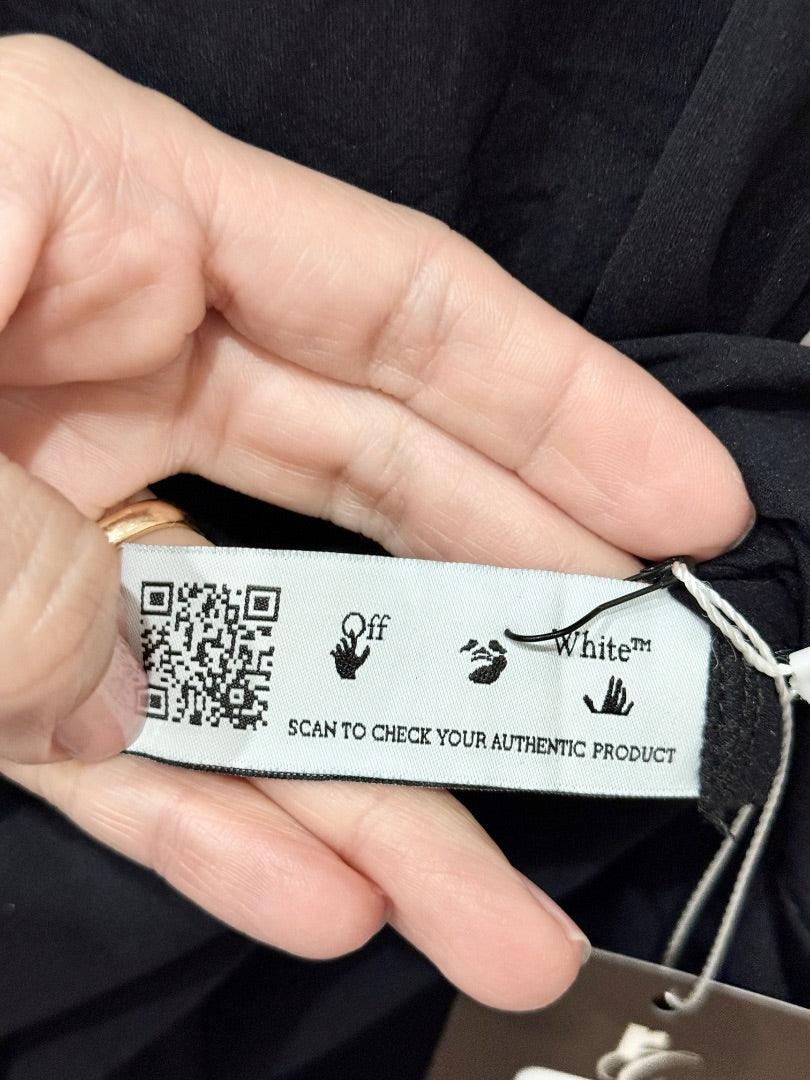 Off White™
SCAN TO CHECK YOUR AUTHENTIC PRODUCT